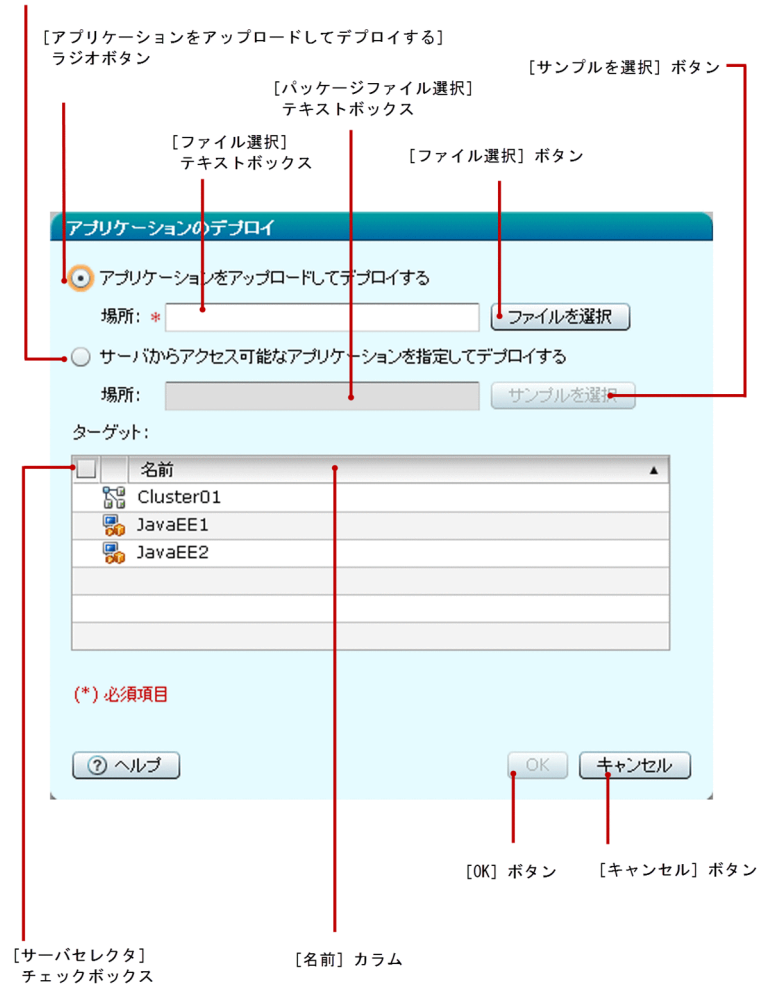 [アプリケーションをアップロードしてデプロイする]
ラジオボタン
[サンプルを選択] ボタン
[パッケージファイル選択]
テキストボックス
[ファイル選択]
テキストボックス
[ファイル選択] ボタン
アプリケーションのデプロイ
アプリケーションをアップロードしてデプロイする
場所: * ファイルを選択
サーバからアクセス可能なアプリケーションを指定してデプロイする
場所: サンプルを選択
ターゲット:
名前 ▲
Cluster01
JavaEE1
JavaEE2
(*) 必須項目
? ヘルプ OK キャンセル
[OK] ボタン
[キャンセル] ボタン
[サーバセレクタ]
チェックボックス
[名前] カラム